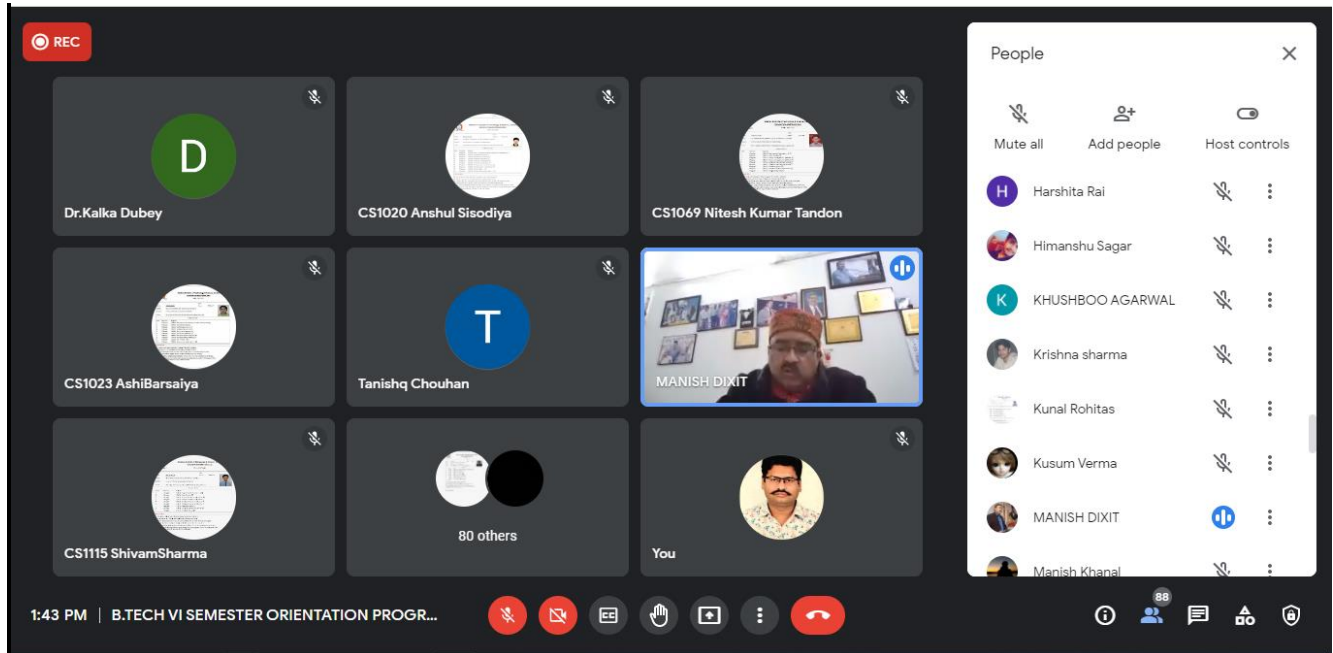 REC
D
Dr.Kalka Dubey
CS1020 Anshul Sisodiya
CS1069 Nitesh Kumar Tandon
CS1023 AshiBarsaiya
T
Tanishq Chouhan
MANISH DIXIT
CS1115 ShivamSharma
80 others
You
People
Mute all
Add people
Host controls
H
Harshita Rai
Himanshu Sagar
K
KHUSHBOO AGARWAL
Krishna sharma
Kunal Rohitas
Kusum Verma
MANISH DIXIT
Manish Khanal
1:43 PM | B.TECH VI SEMESTER ORIENTATION PROGR...
CC
88